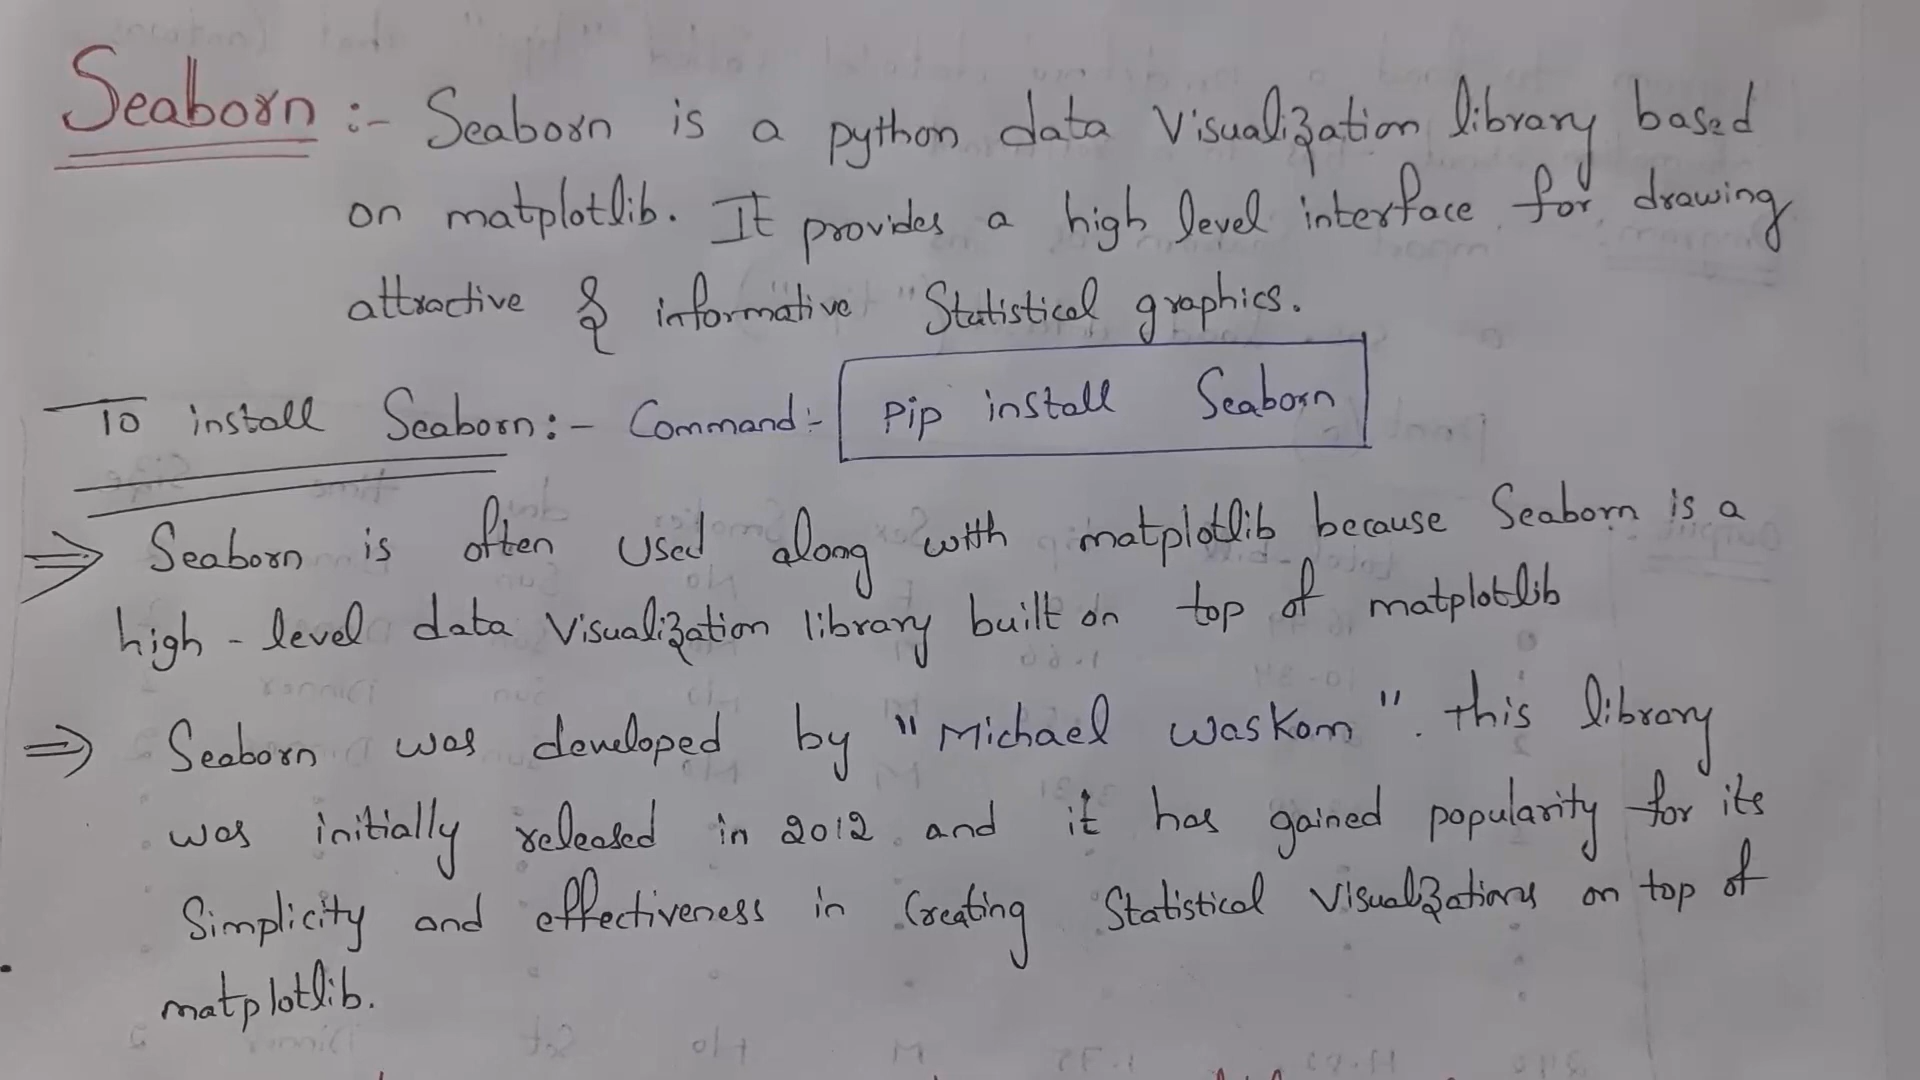 Seaborn :- Seaborn is a python data Visualization library based
on matplotlib. It provides a high level interface for drawing
attractive & informative Statistical graphics.
To install Seaborn:- Command:- Pip install Seaborn
⇒ Seaborn is often used along with matplotlib because Seaborn is a
high-level data Visualization library built on top of matplotlib
⇒ Seaborn was developed by "Michael Waskom". this library
was initially released in 2012 and it has gained popularity for its
Simplicity and effectiveness in Creating Statistical Visualizations on top of
matplotlib.